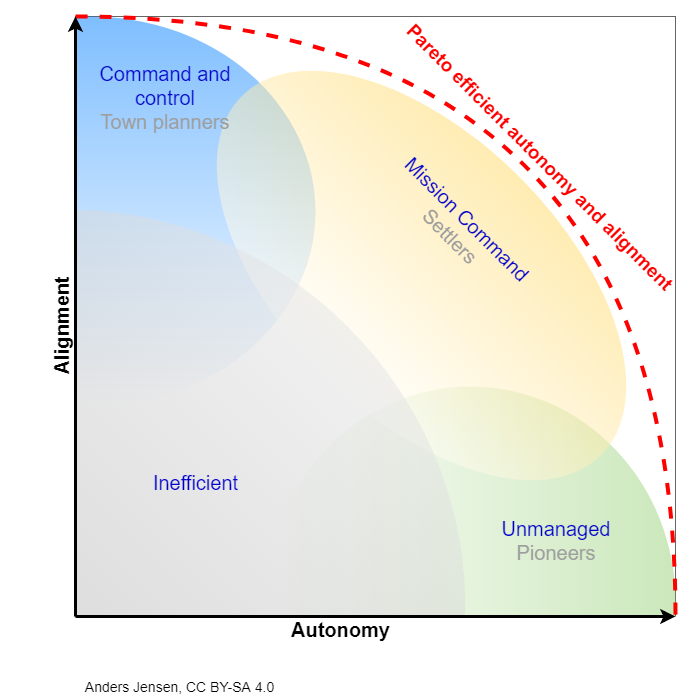 Command and
control
Town planners
Pareto efficient autonomy and alignment
Mission Command
Settlers
Alignment
Inefficient
Unmanaged
Pioneers
Autonomy
Anders Jensen, CC BY-SA 4.0